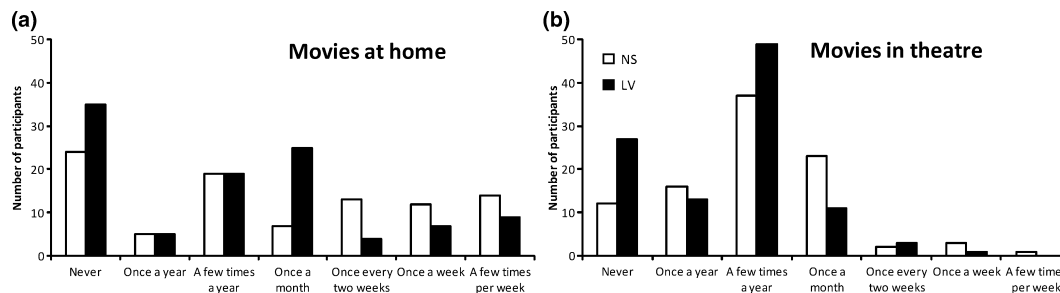 (a)
Movies at home
Number of participants
50
40
30
20
10
0
Never
Once a year
A few times
a year
Once a
month
Once every
two weeks
Once a week
A few times
per week
(b)
Movies in theatre
NS
LV
Number of participants
50
40
30
20
10
0
Never
Once a year
A few times
a year
Once a
month
Once every
two weeks
Once a week
A few times
per week